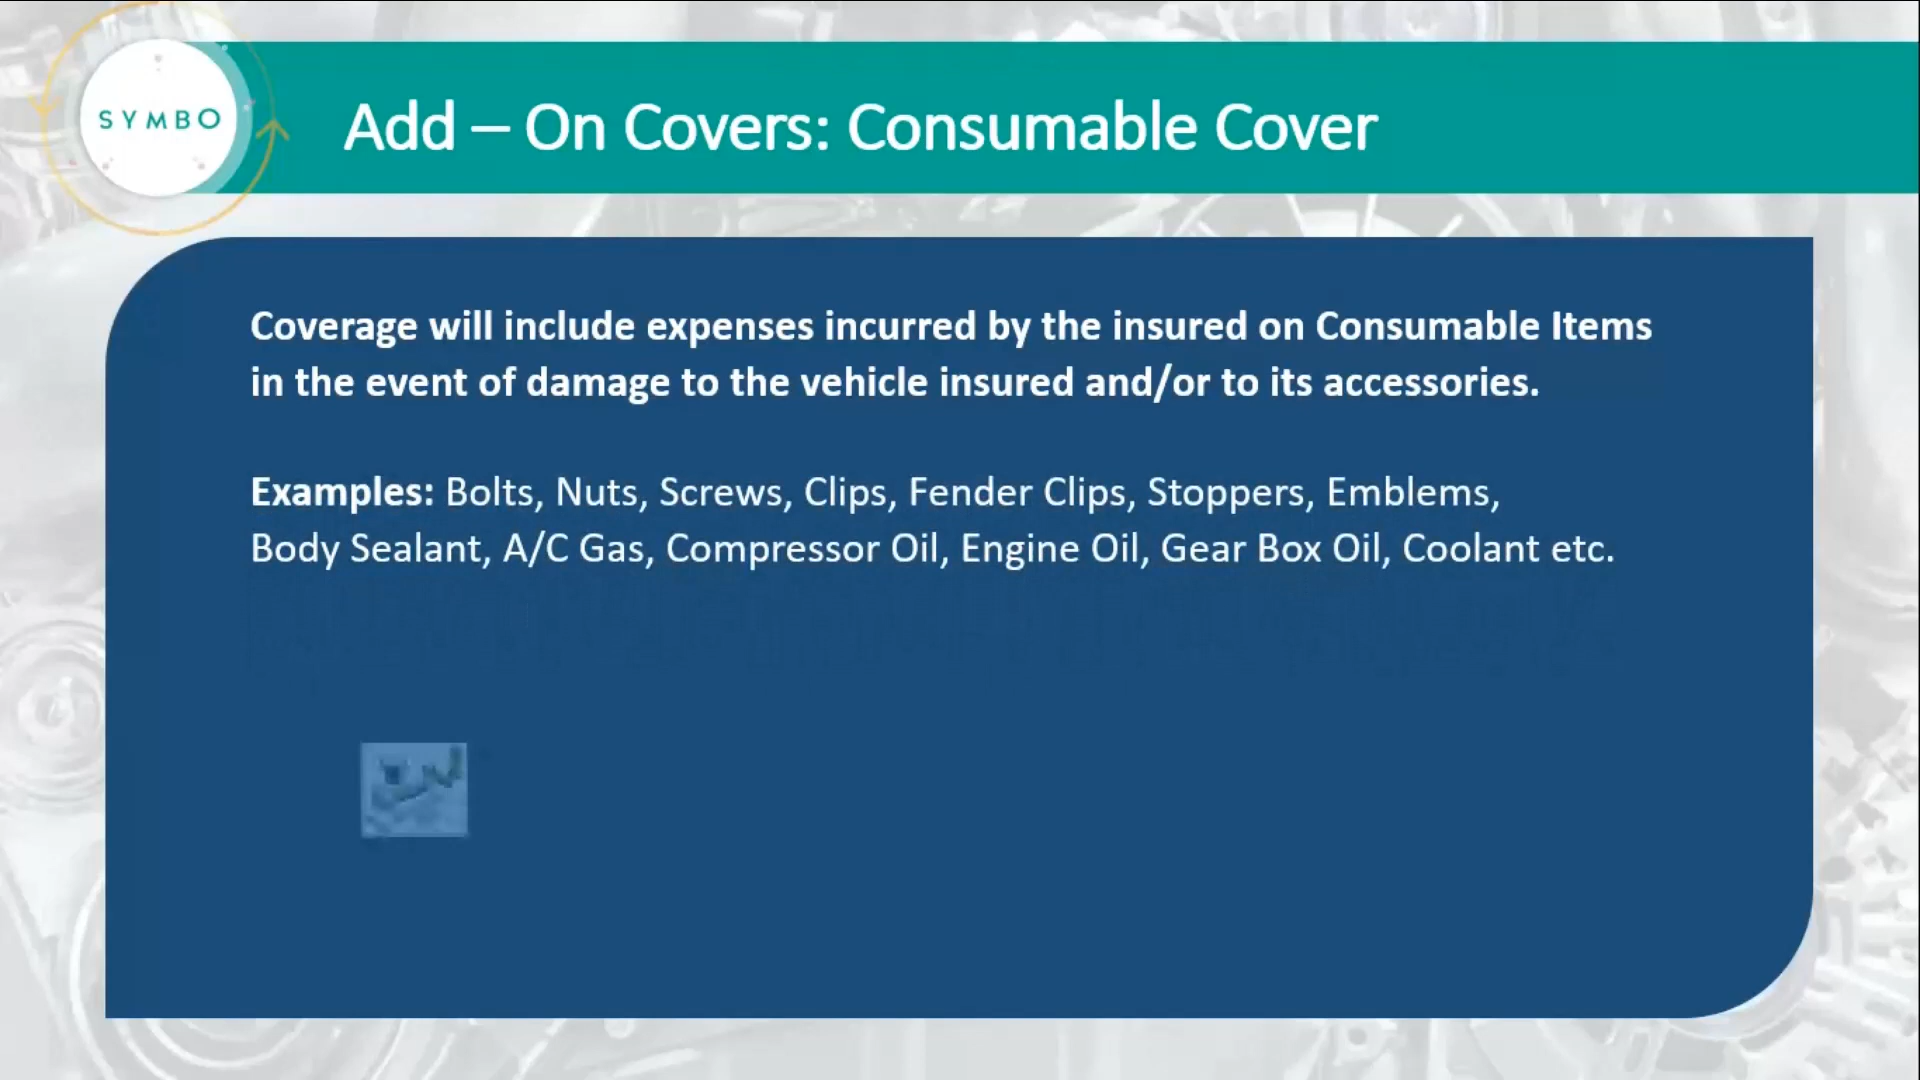 SYMBO
Add – On Covers: Consumable Cover
Coverage will include expenses incurred by the insured on Consumable Items
in the event of damage to the vehicle insured and/or to its accessories.
Examples: Bolts, Nuts, Screws, Clips, Fender Clips, Stoppers, Emblems,
Body Sealant, A/C Gas, Compressor Oil, Engine Oil, Gear Box Oil, Coolant etc.